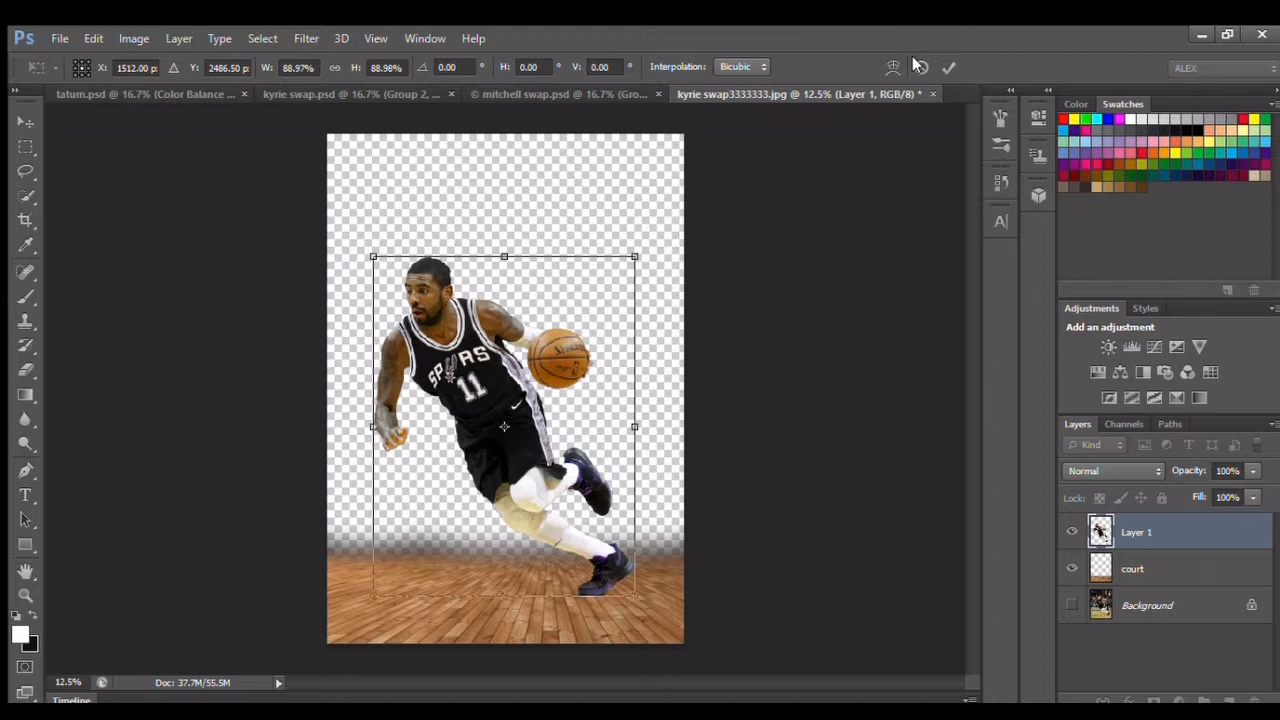 Ps File Edit Image Layer Type Select Filter 3D View Window Help
X: 1512.00 p Y: 2486.50 p W: 88.97% H: 88.98% 0.00 ° H: 0.00 ° V: 0.00 ° Interpolation: Bicubic ALEX
tatum.psd @ 16.7% (Color Balance ... × kyrie swap.psd @ 16.7% (Group 2, ... × © mitchell swap.psd @ 16.7% (Gro... × kyrie swap3333333.jpg @ 12.5% (Layer 1, RGB/8) * ×
Color Swatches
Adjustments Styles
Add an adjustment
Layers Channels Paths
Kind
Normal Opacity: 100%
Lock: Fill: 100%
Layer 1
court
Background
SPURS
11
SPALDING
12.5% Doc: 37.7M/55.5M
Timeline